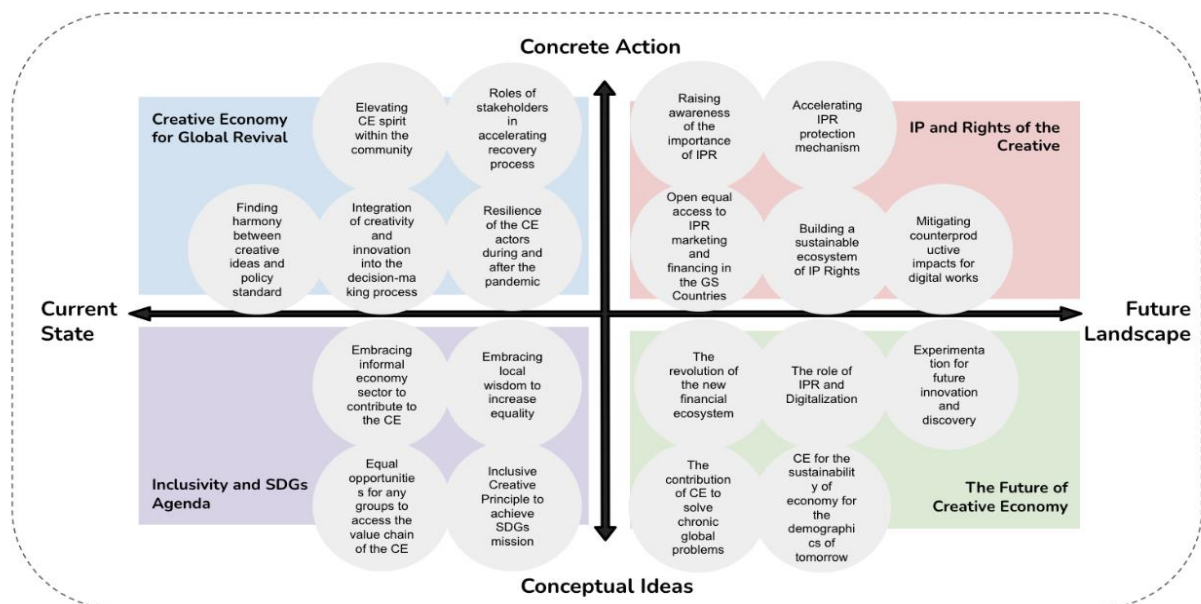 Concrete Action
Creative Economy
for Global Revival
Elevating
CE spirit
within the
community
Roles of
stakeholders
in
accelerating
recovery
process
Raising
awareness
of the
importance
of IPR
Accelerating
IPR
protection
mechanism
IP and Rights of the
Creative
Finding
harmony
between
creative
ideas and
policy
standard
Integration
of creativity
and
innovation
into the
decision-ma
king process
Resilience
of the CE
actors
during and
after the
pandemic
Open equal
access to
IPR
marketing
and
financing in
the GS
Countries
Building a
sustainable
ecosystem
of IP Rights
Mitigating
counterprod
uctive
impacts for
digital works
Current
State
Future
Landscape
Embracing
informal
economy
sector to
contribute to
the CE
Embracing
local
wisdom to
increase
equality
The
revolution
of the new
financial
ecosystem
The role of
IPR and
Digitalization
Experimenta
tion for
future
innovation
and
discovery
Inclusivity and SDGs
Agenda
Equal
opportunitie
s for any
groups to
access the
value chain
of the CE
Inclusive
Creative
Principle to
achieve
SDGs
mission
The
contribution
of CE to
solve
chronic
global
problems
CE for the
sustainabilit
y of
economy for
the
demographi
cs of
tomorrow
The Future of
Creative Economy
Conceptual Ideas